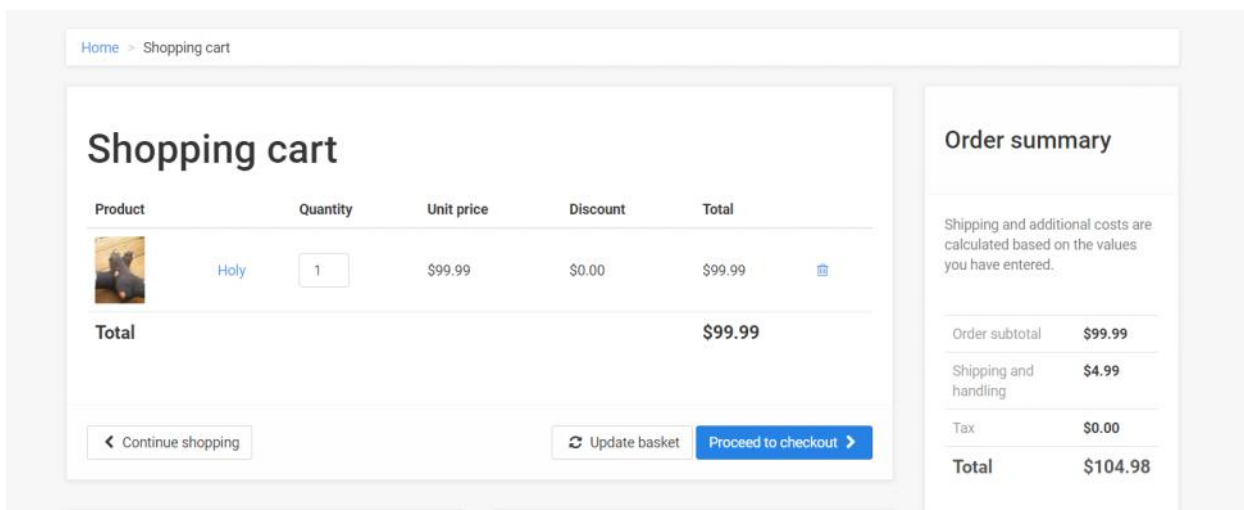 Home > Shopping cart
Shopping cart
Product Quantity Unit price Discount Total
Holy 1 $99.99 $0.00 $99.99
Total $99.99
Continue shopping Update basket Proceed to checkout
Order summary
Shipping and additional costs are
calculated based on the values
you have entered.
Order subtotal $99.99
Shipping and $4.99
handling
Tax $0.00
Total $104.98